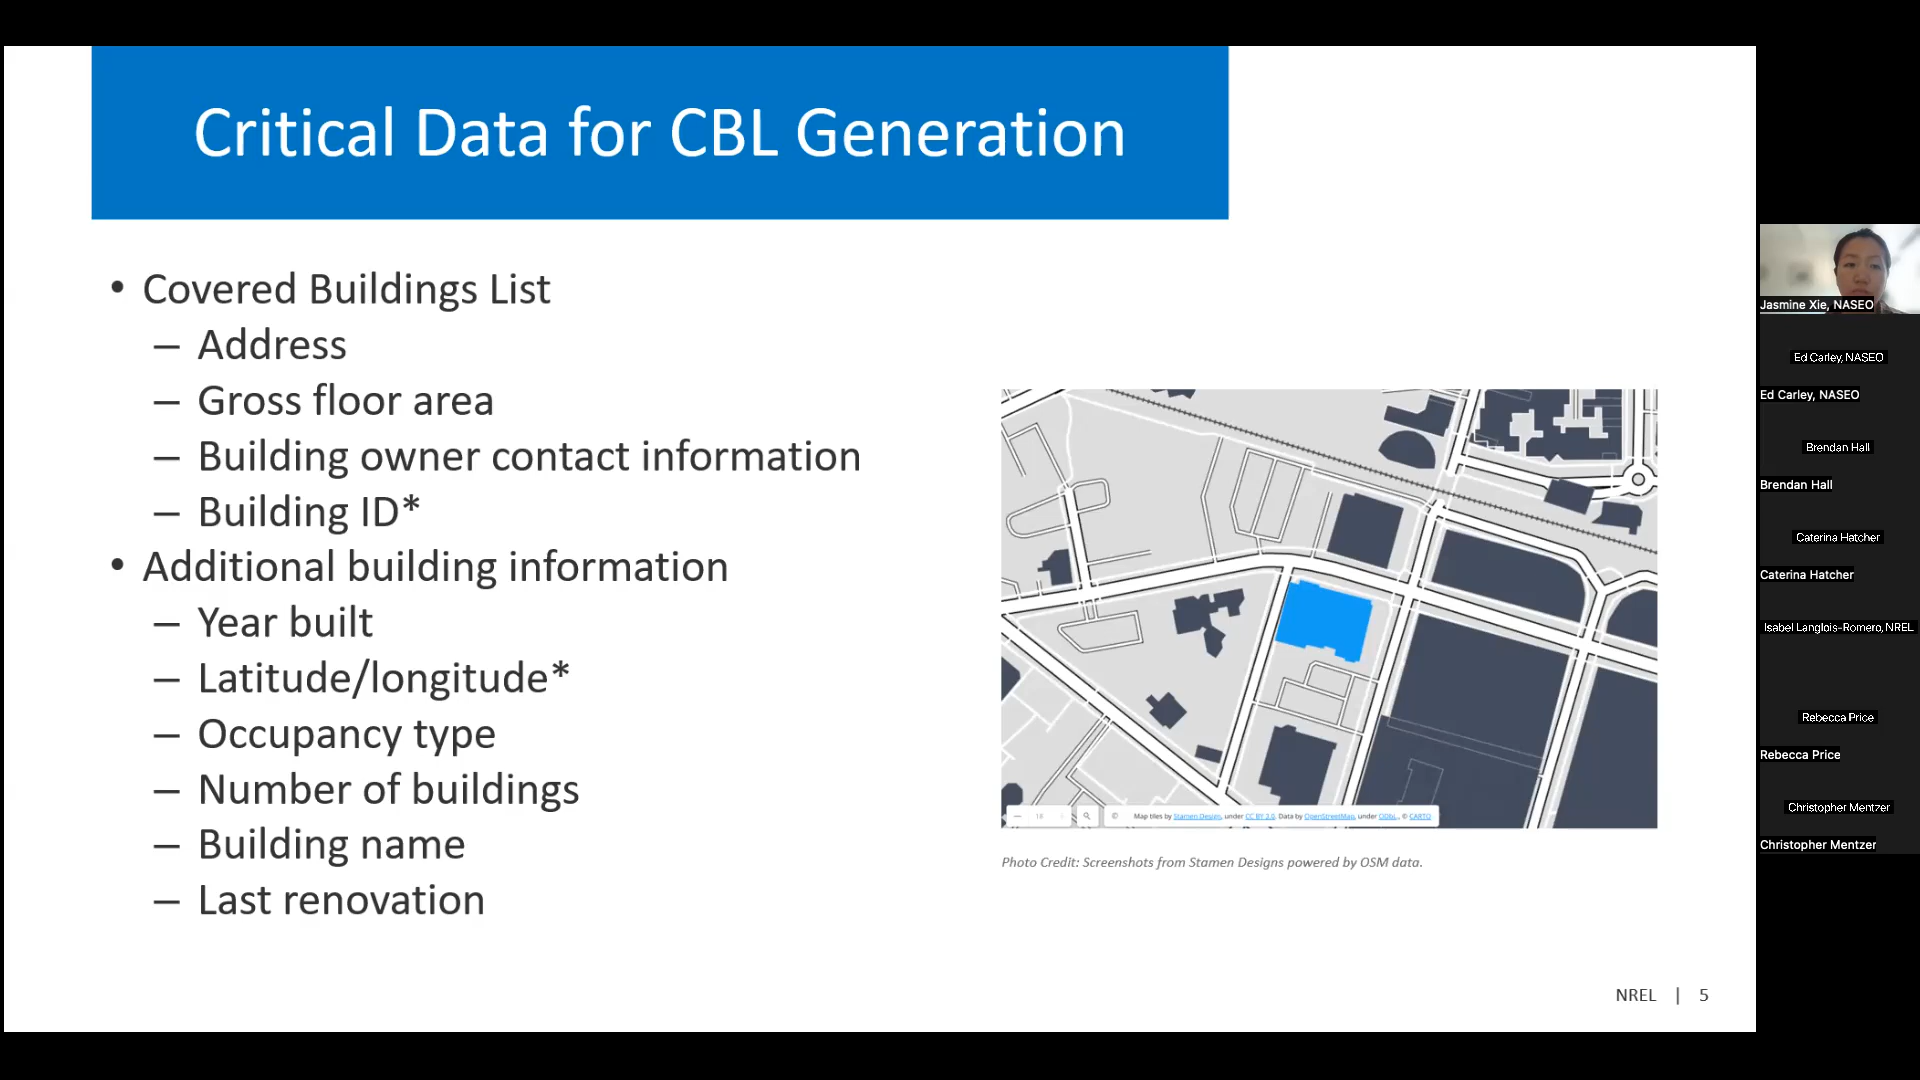 Critical Data for CBL Generation
• Covered Buildings List
– Address
– Gross floor area
– Building owner contact information
– Building ID*
• Additional building information
– Year built
– Latitude/longitude*
– Occupancy type
– Number of buildings
– Building name
– Last renovation
18
Map tiles by Stamen Design, under CC BY 3.0. Data by OpenStreetMap, under ODbL., © CARTO
Photo Credit: Screenshots from Stamen Designs powered by OSM data.
NREL | 5
Jasmine Xie, NASEO
Ed Carley, NASEO
Ed Carley, NASEO
Brendan Hall
Brendan Hall
Caterina Hatcher
Caterina Hatcher
Isabel Langlois-Romero, NREL
Rebecca Price
Rebecca Price
Christopher Mentzer
Christopher Mentzer